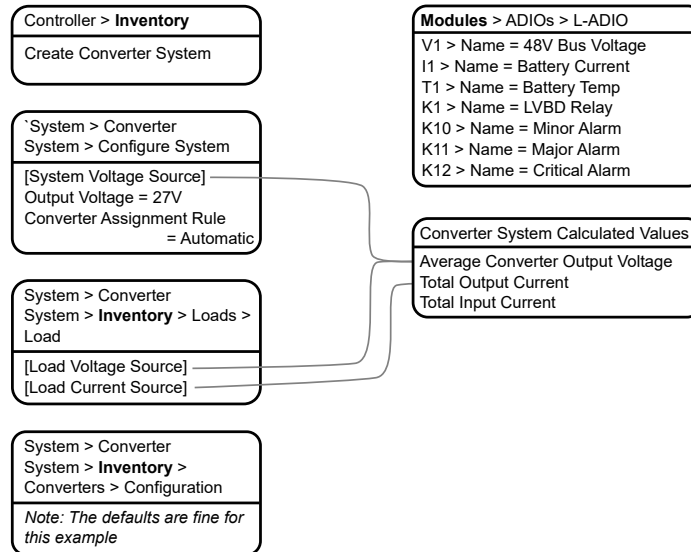 Controller > Inventory
Create Converter System
`System > Converter
System > Configure System
[System Voltage Source]
Output Voltage = 27V
Converter Assignment Rule
= Automatic
System > Converter
System > Inventory > Loads >
Load
[Load Voltage Source]
[Load Current Source]
System > Converter
System > Inventory >
Converters > Configuration
Note: The defaults are fine for
this example
Modules > ADIOs > L-ADIO
V1 > Name = 48V Bus Voltage
I1 > Name = Battery Current
T1 > Name = Battery Temp
K1 > Name = LVBD Relay
K10 > Name = Minor Alarm
K11 > Name = Major Alarm
K12 > Name = Critical Alarm
Converter System Calculated Values
Average Converter Output Voltage
Total Output Current
Total Input Current